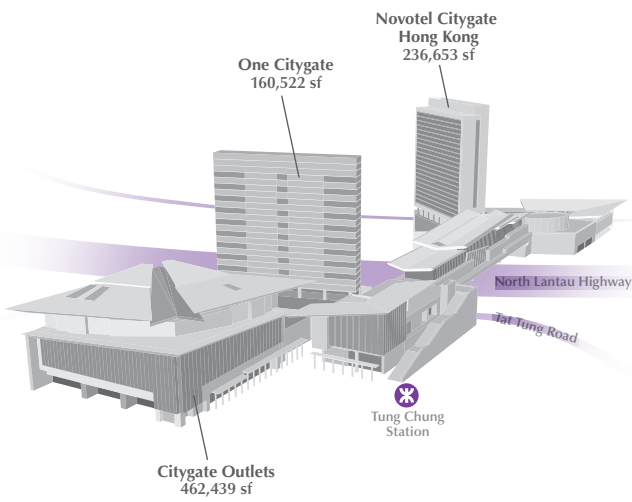 Novotel Citygate
Hong Kong
236,653 sf
One Citygate
160,522 sf
North Lantau Highway
Tat Tung Road
Tung Chung
Station
Citygate Outlets
462,439 sf